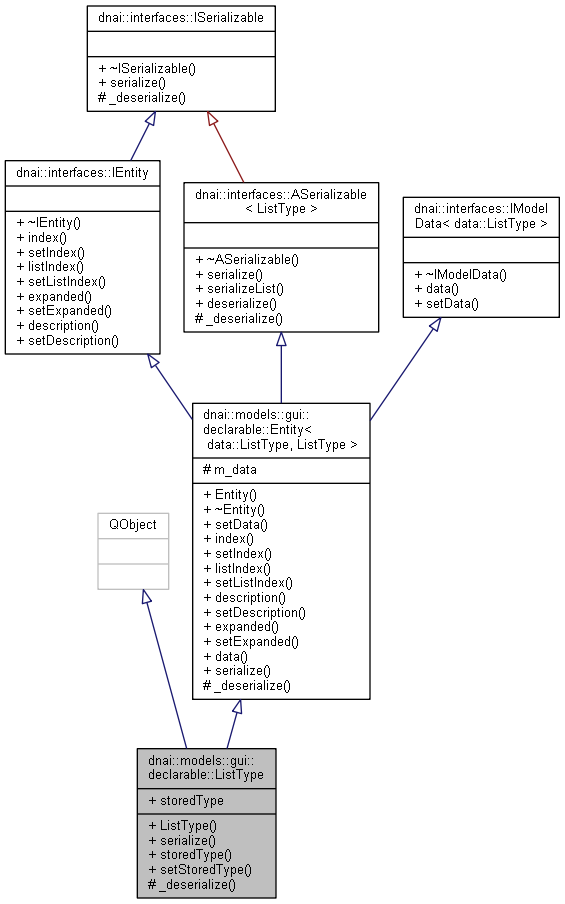 dnai::interfaces::ISerializable
+ ~ISerializable()
+ serialize()
# _deserialize()
dnai::interfaces::IEntity
+ ~IEntity()
+ index()
+ setIndex()
+ listIndex()
+ setListIndex()
+ expanded()
+ setExpanded()
+ description()
+ setDescription()
dnai::interfaces::ASerializable
< ListType >
+ ~ASerializable()
+ serialize()
+ serializeList()
+ deserialize()
# _deserialize()
dnai::interfaces::IModel
Data< data::ListType >
+ ~IModelData()
+ data()
+ setData()
dnai::models::gui::
declarable::Entity<
data::ListType, ListType >
# m_data
+ Entity()
+ ~Entity()
+ setData()
+ index()
+ setIndex()
+ listIndex()
+ setListIndex()
+ description()
+ setDescription()
+ expanded()
+ setExpanded()
+ data()
+ serialize()
# _deserialize()
QObject
dnai::models::gui::
declarable::ListType
+ storedType
+ ListType()
+ serialize()
+ storedType()
+ setStoredType()
# _deserialize()